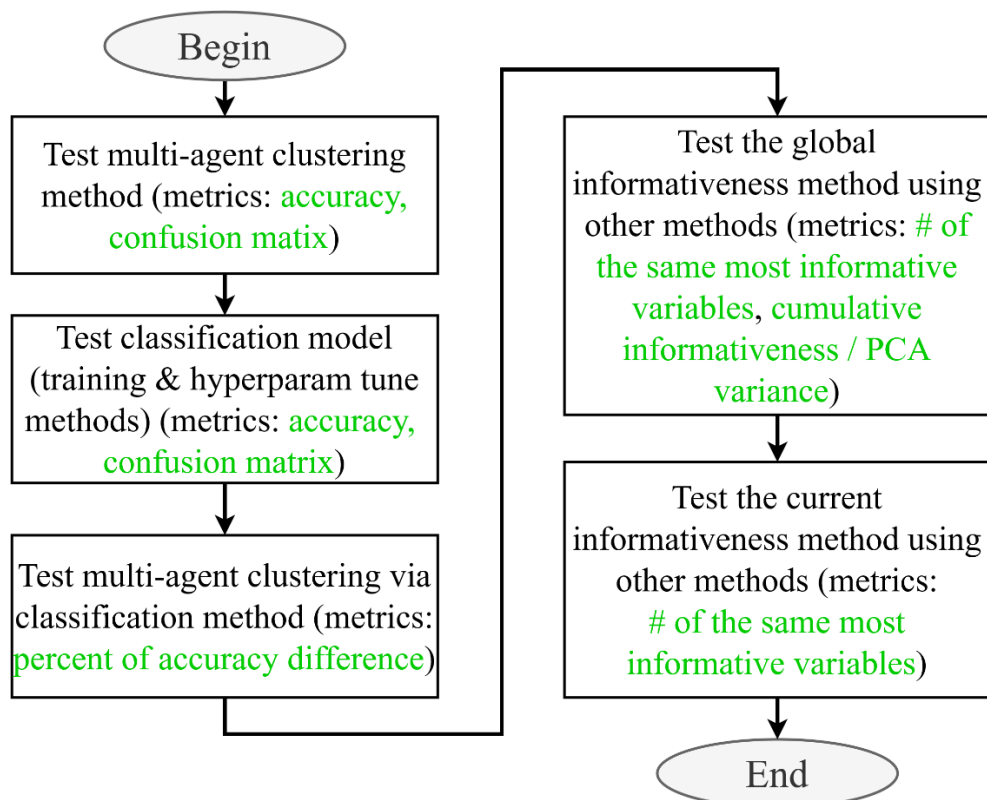 Begin
Test multi-agent clustering
method (metrics: accuracy,
confusion matix)
Test classification model
(training & hyperparam tune
methods) (metrics: accuracy,
confusion matrix)
Test multi-agent clustering via
classification method (metrics:
percent of accuracy difference)
Test the global
informativeness method using
other methods (metrics: # of
the same most informative
variables, cumulative
informativeness / PCA
variance)
Test the current
informativeness method using
other methods (metrics:
# of the same most
informative variables)
End